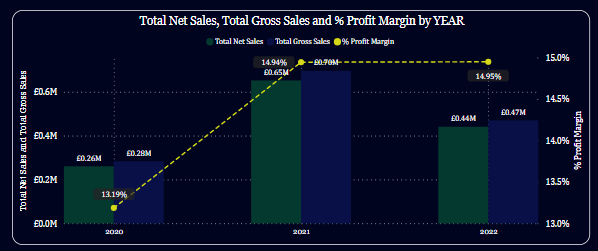 Total Net Sales, Total Gross Sales and % Profit Margin by YEAR
Total Net Sales Total Gross Sales % Profit Margin
Total Net Sales and Total Gross Sales
£0.6M
£0.4M
£0.2M
£0.0M
£0.26M
£0.28M
13.19%
14.94%
£0.65M
£0.70M
£0.44M
£0.47M
14.95%
15.0%
14.5%
14.0%
13.5%
13.0%
% Profit Margin
2020 2021 2022